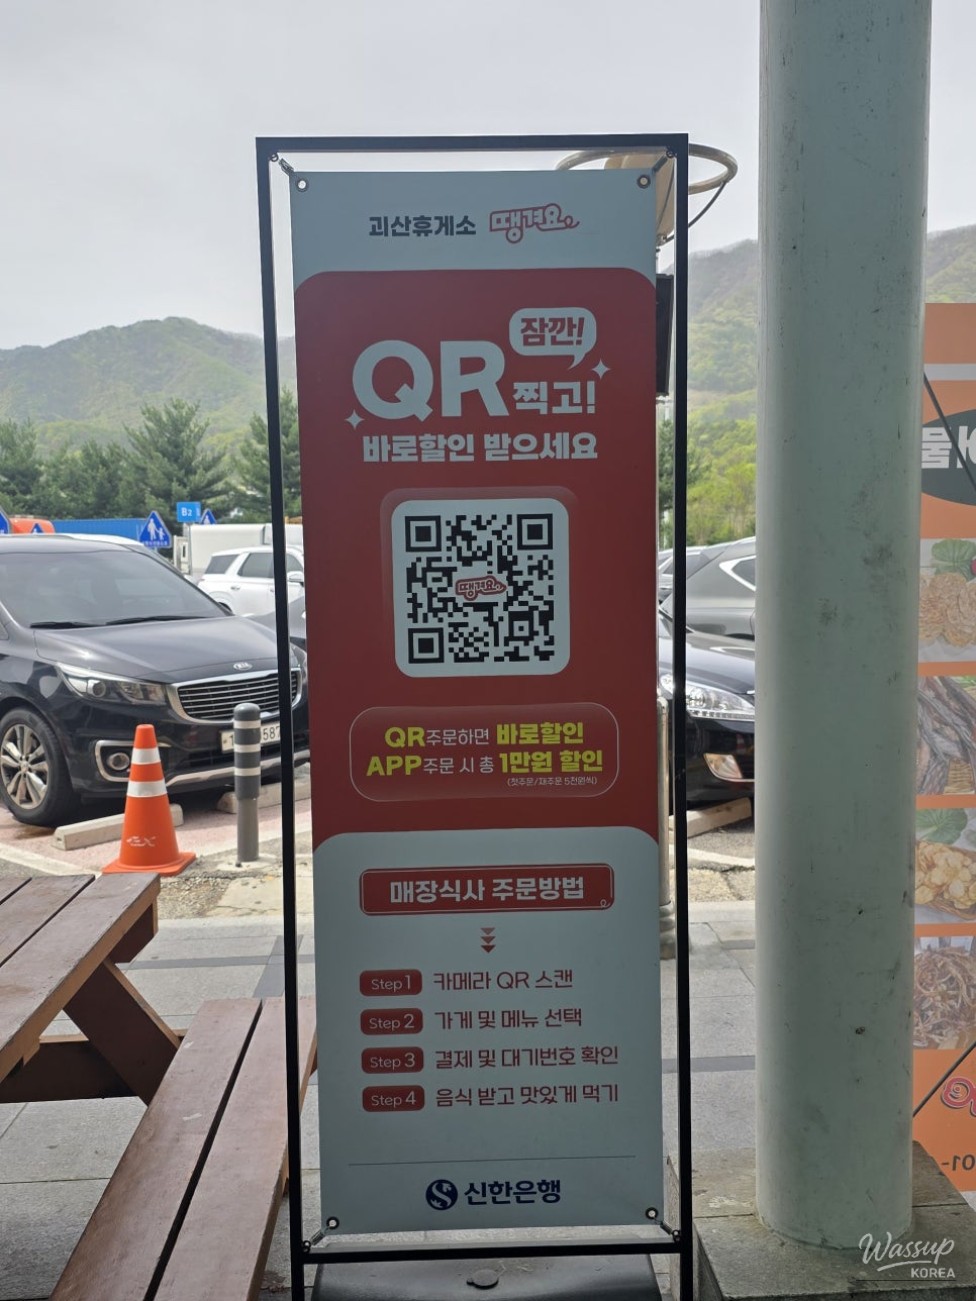 괴산휴게소 땡겨요
잠깐!
QR 찍고!
바로할인 받으세요
땡겨요
QR주문하면 바로할인
APP주문 시 총 1만원 할인
(첫주문/재주문 5천원씩)
매장식사 주문방법
Step 1 카메라 QR 스캔
Step 2 가게 및 메뉴 선택
Step 3 결제 및 대기번호 확인
Step 4 음식 받고 맛있게 먹기
신한은행
B2
Wassup
KOREA